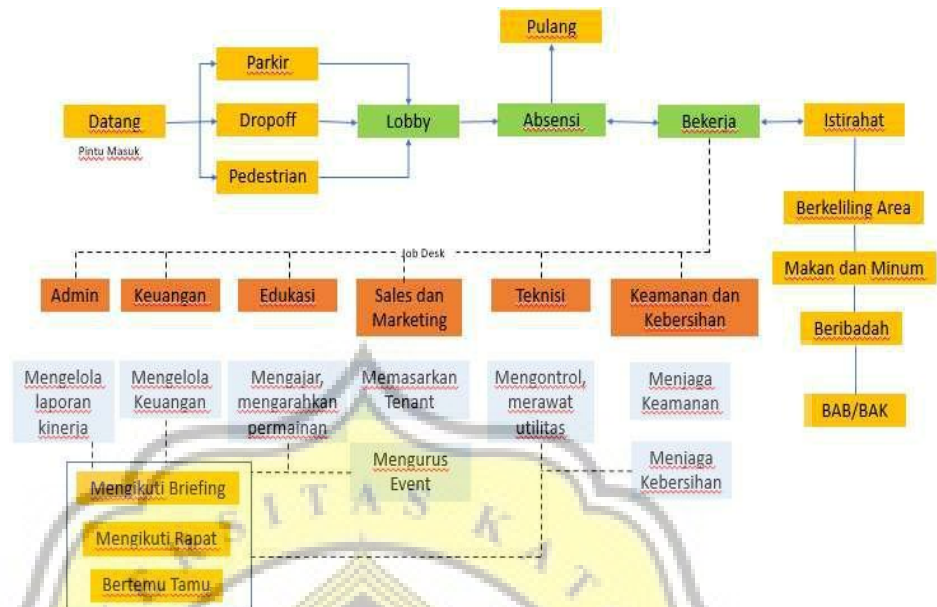 Pulang
Parkir
Datang
Dropoff
Lobby
Absensi
Bekerja
Istirahat
Pintu Masuk
Pedestrian
Berkeliling Area
Job Desk
Makan dan Minum
Admin
Keuangan
Edukasi
Sales dan
Marketing
Teknisi
Keamanan dan
Kebersihan
Beribadah
Mengelola
laporan
kinerja
Mengelola
Keuangan
Mengajar,
mengarahkan
permainan
Memasarkan
Tenant
Mengontrol,
merawat
utilitas
Menjaga
Keamanan
BAB/BAK
Mengurus
Event
Menjaga
Kebersihan
Mengikuti Briefing
Mengikuti Rapat
Bertemu Tamu
SITAS KAT